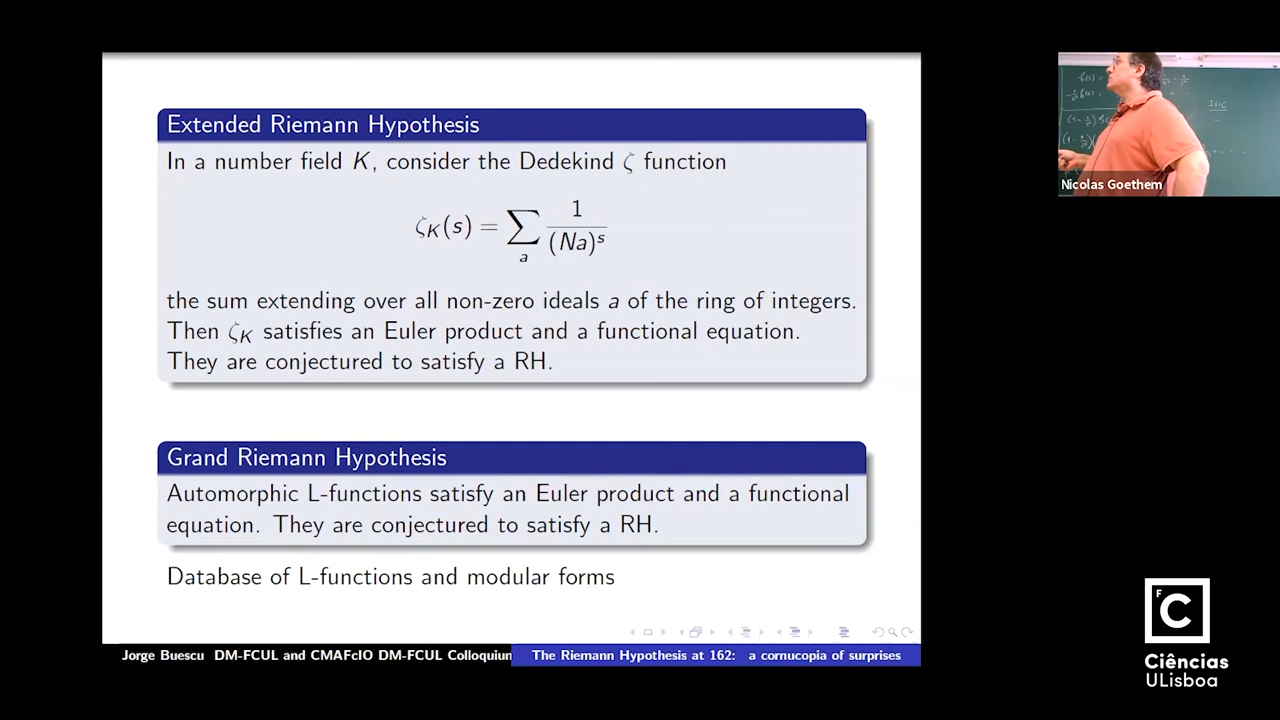 Extended Riemann Hypothesis
In a number field K, consider the Dedekind ζ function
ζ_K(s) = ∑_a 1/(Na)^s
the sum extending over all non-zero ideals a of the ring of integers.
Then ζ_K satisfies an Euler product and a functional equation.
They are conjectured to satisfy a RH.
Grand Riemann Hypothesis
Automorphic L-functions satisfy an Euler product and a functional
equation. They are conjectured to satisfy a RH.
Database of L-functions and modular forms
Jorge Buescu DM-FCUL and CMAFcIO DM-FCUL Colloquium
The Riemann Hypothesis at 162: a cornucopia of surprises
Nicolas Goethem
F
C
Ciências
ULisboa